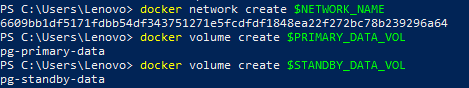 PS C:\Users\Lenovo> docker network create $NETWORK_NAME
6609bb1df5171fdbb54df343751271e5fcdfdf1848ea22f272bc78b239296a64
PS C:\Users\Lenovo> docker volume create $PRIMARY_DATA_VOL
pg-primary-data
PS C:\Users\Lenovo> docker volume create $STANDBY_DATA_VOL
pg-standby-data